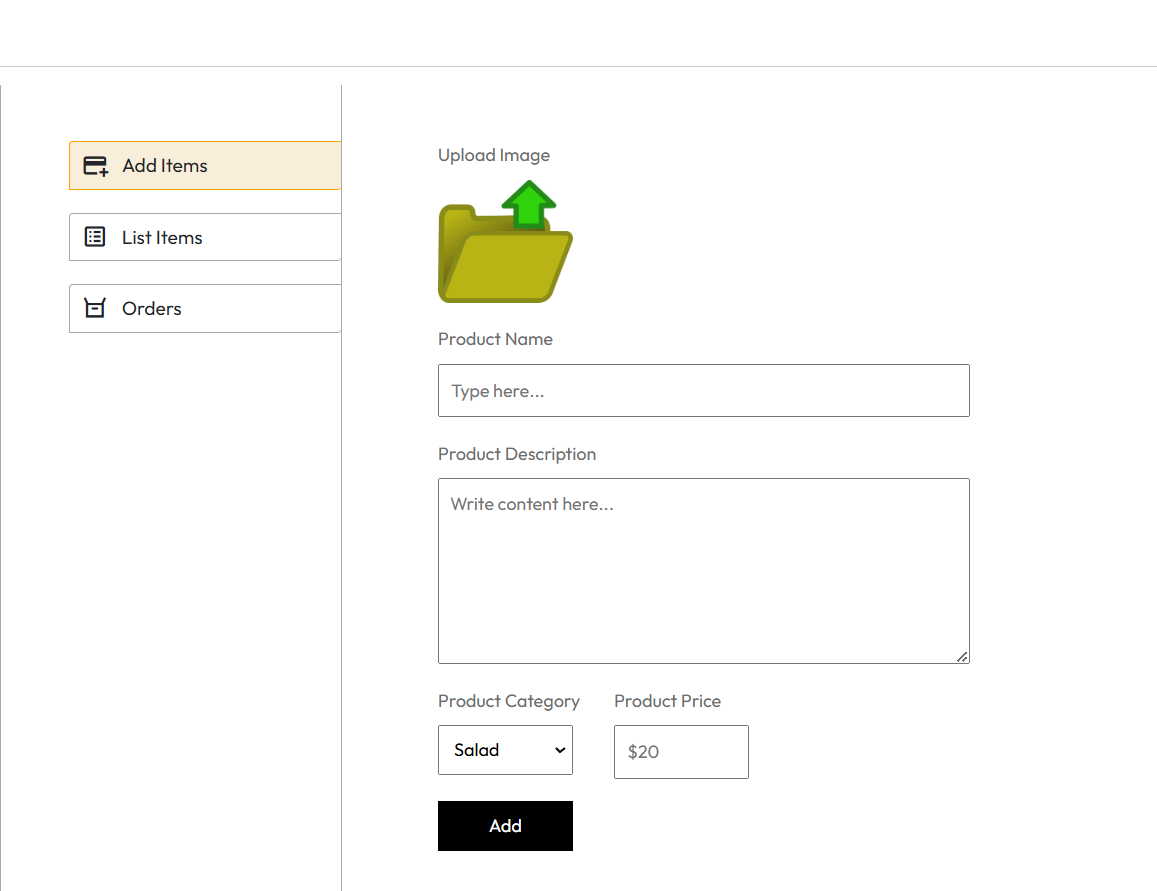 Add Items
List Items
Orders
Upload Image
Product Name
Type here...
Product Description
Write content here...
Product Category
Product Price
Salad
$20
Add